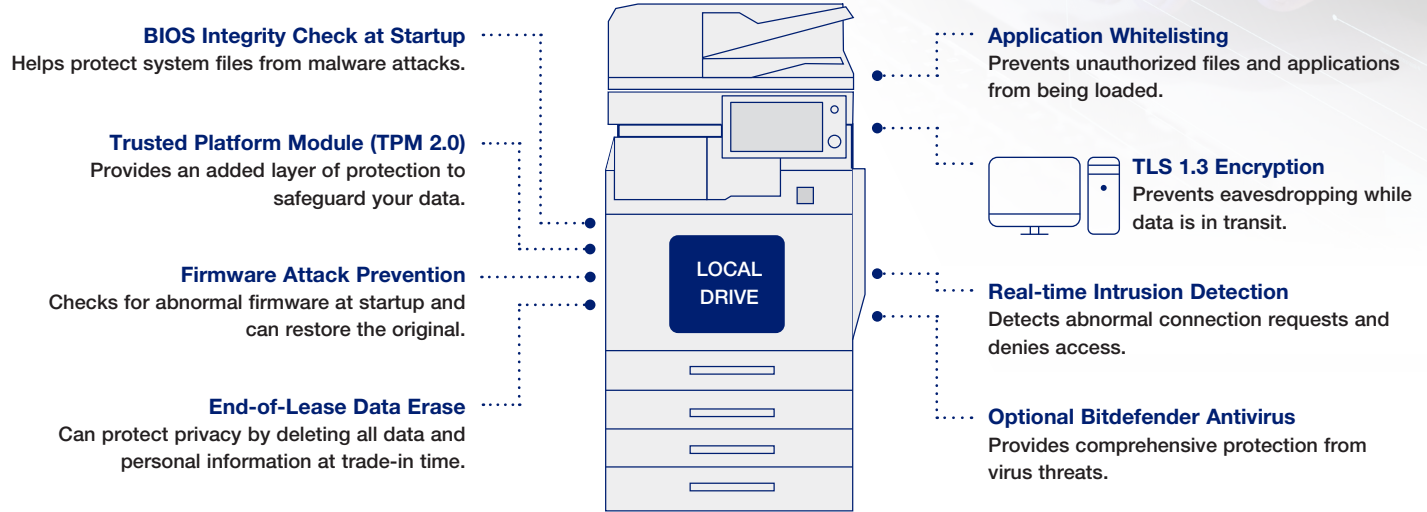 BIOS Integrity Check at Startup
Helps protect system files from malware attacks.
Trusted Platform Module (TPM 2.0)
Provides an added layer of protection to
safeguard your data.
Firmware Attack Prevention
Checks for abnormal firmware at startup and
can restore the original.
End-of-Lease Data Erase
Can protect privacy by deleting all data and
personal information at trade-in time.
LOCAL
DRIVE
Application Whitelisting
Prevents unauthorized files and applications
from being loaded.
TLS 1.3 Encryption
Prevents eavesdropping while
data is in transit.
Real-time Intrusion Detection
Detects abnormal connection requests and
denies access.
Optional Bitdefender Antivirus
Provides comprehensive protection from
virus threats.